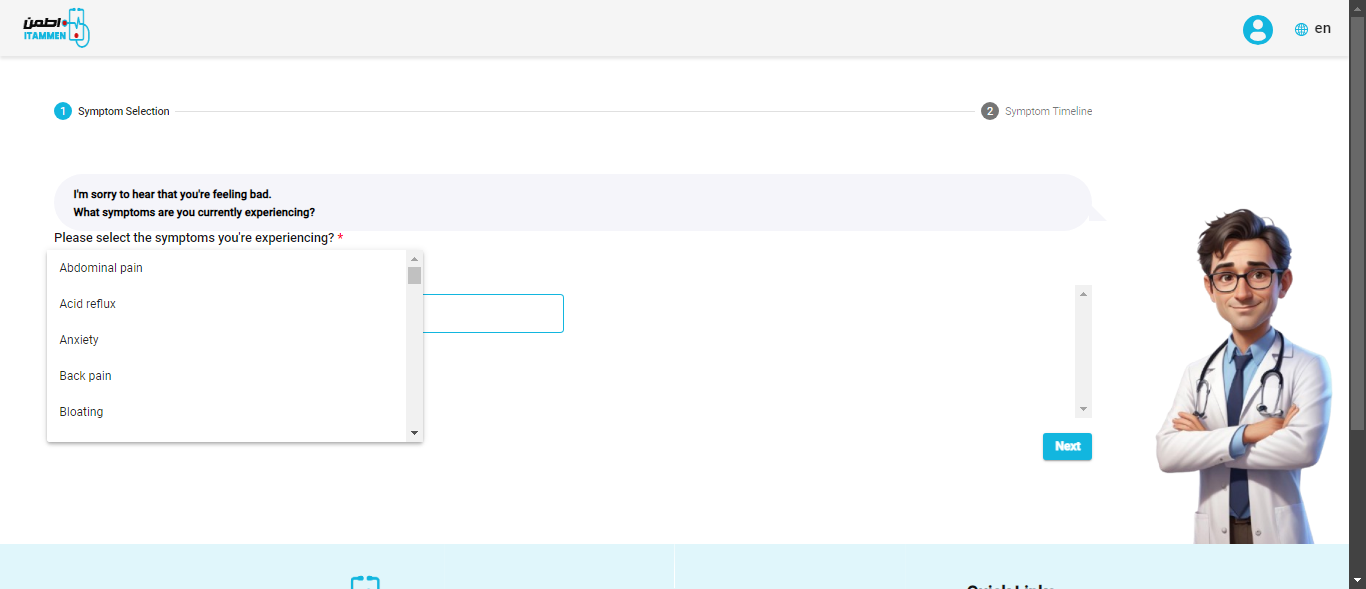 اطمن
ITAMMEN
en
1 Symptom Selection
2 Symptom Timeline
I'm sorry to hear that you're feeling bad.
What symptoms are you currently experiencing?
Please select the symptoms you're experiencing? *
Abdominal pain
Acid reflux
Anxiety
Back pain
Bloating
Next
Quick Links